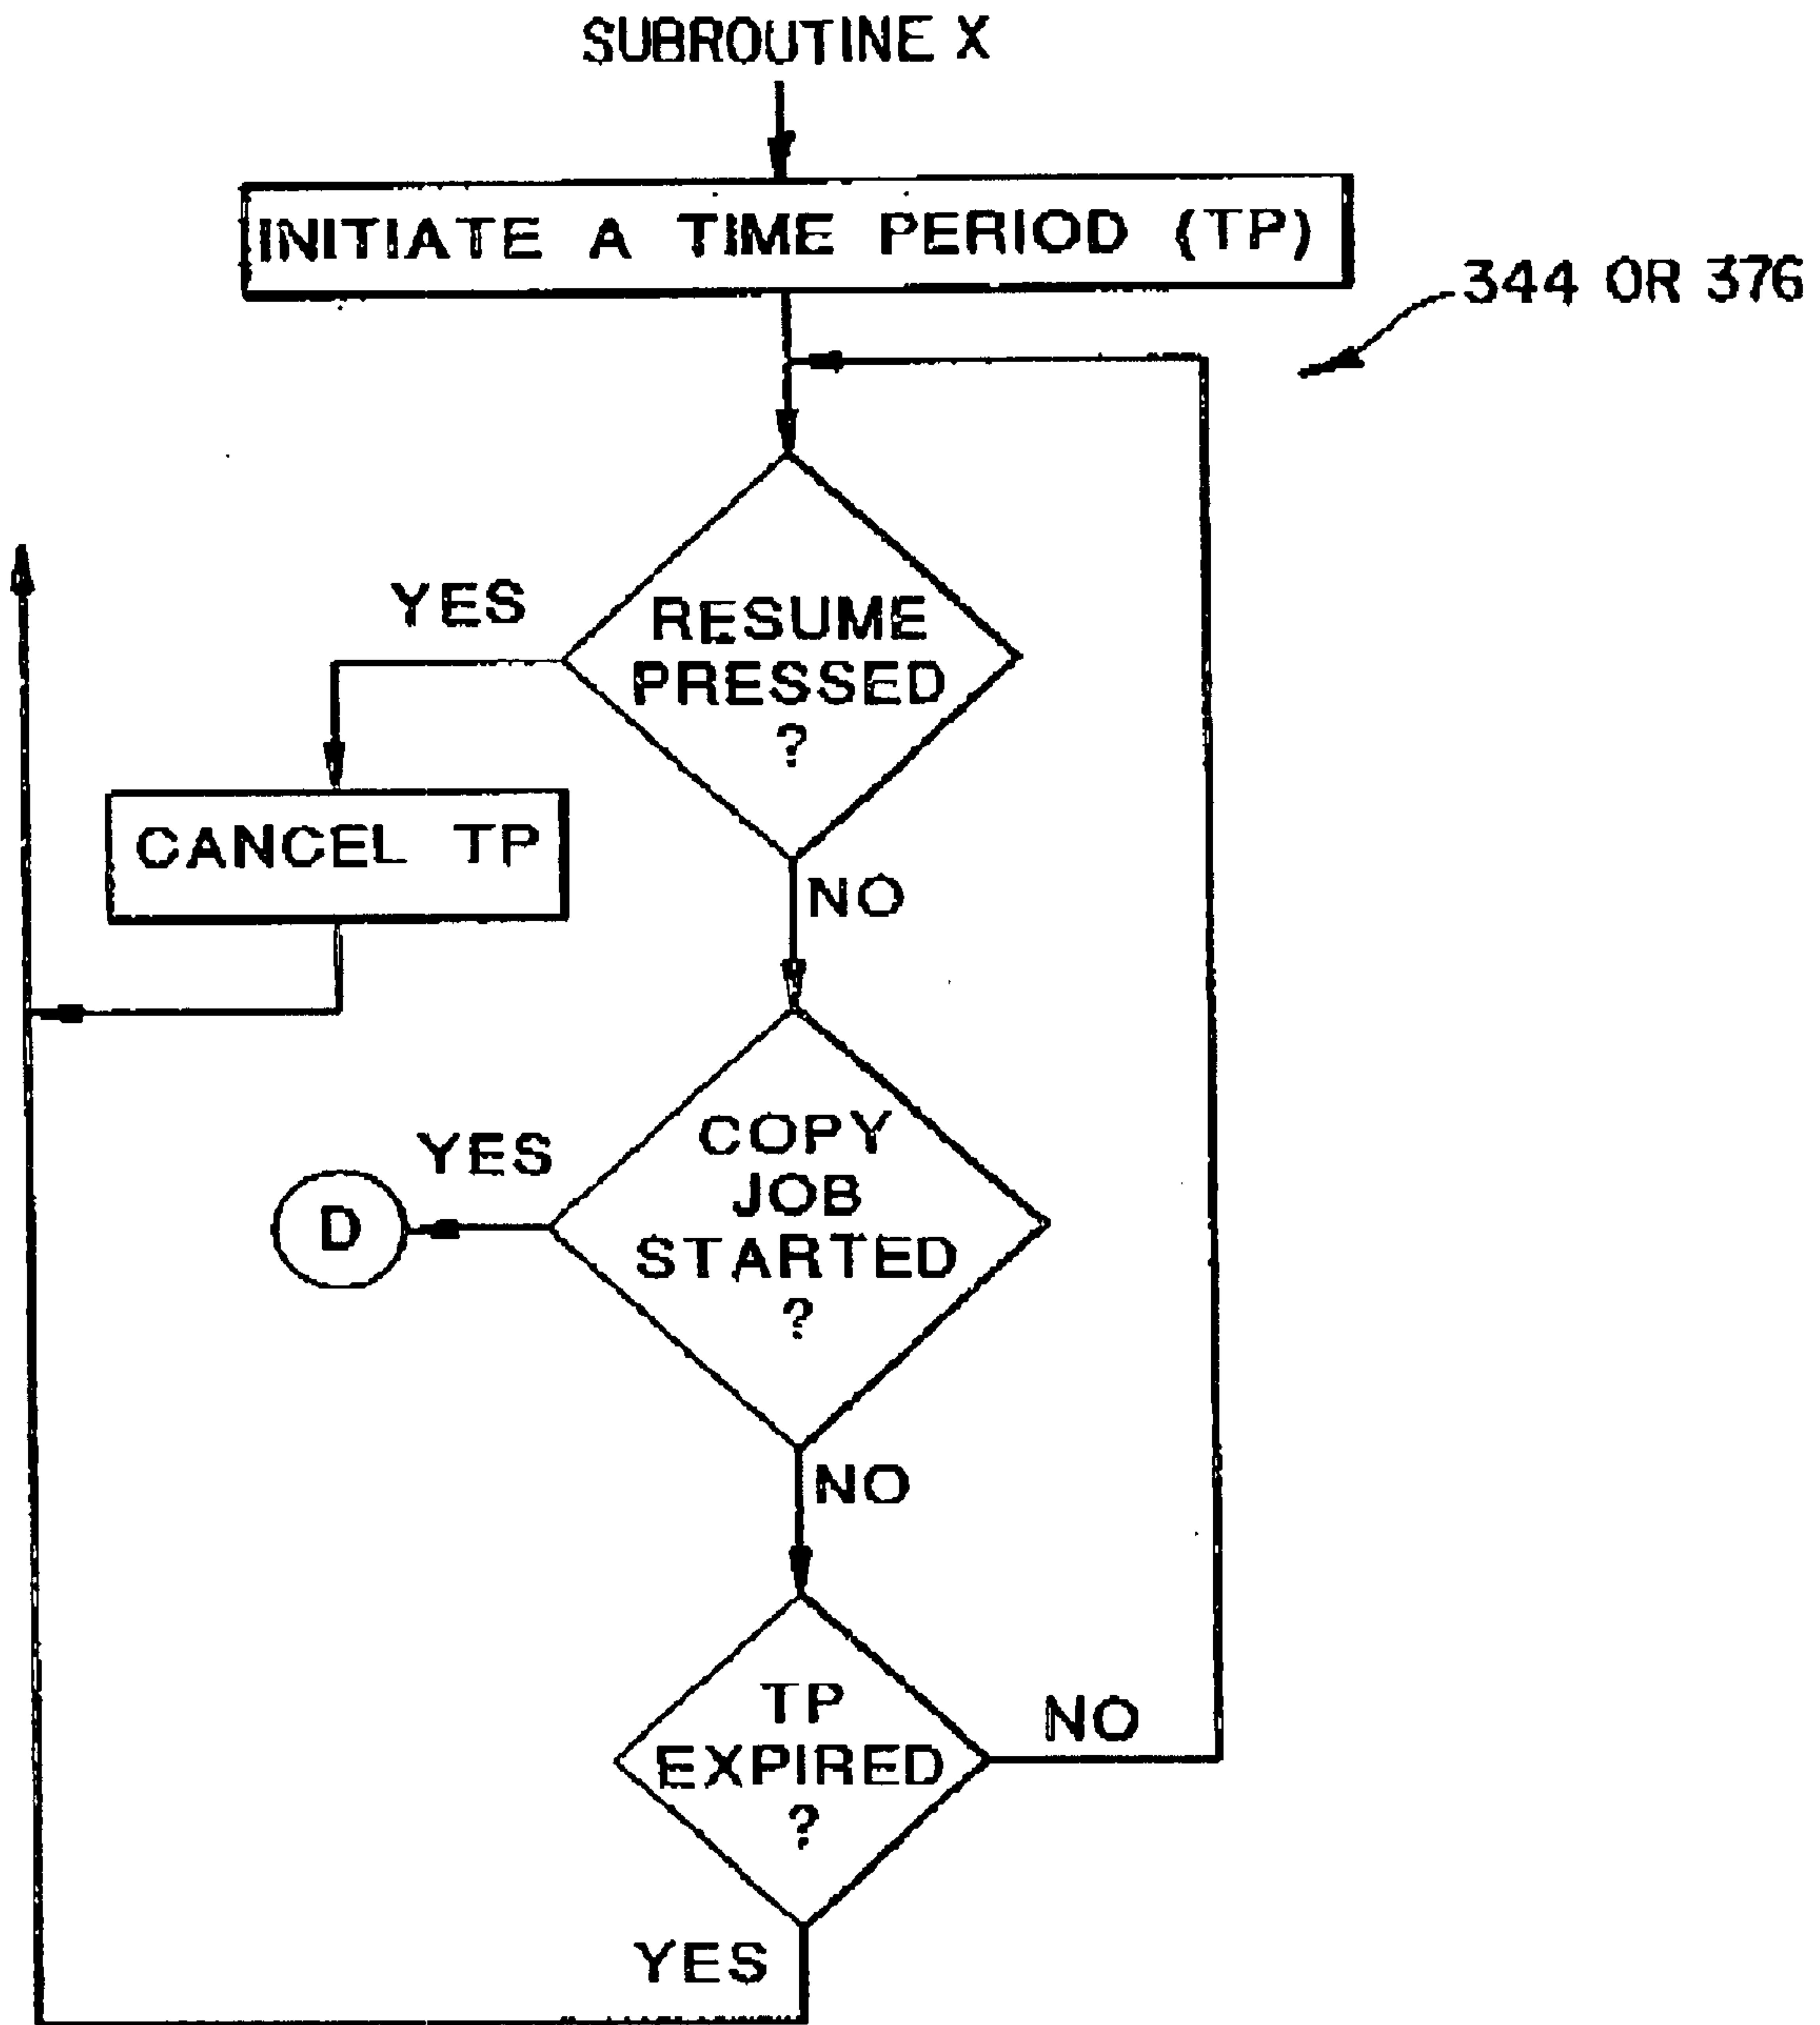 SUBROUTINE X
INITIATE A TIME PERIOD (TP)
344 OR 376
YES
RESUME
PRESSED
?
CANCEL TP
NO
COPY
JOB
STARTED
?
YES
D
NO
TP
EXPIRED
?
NO
YES